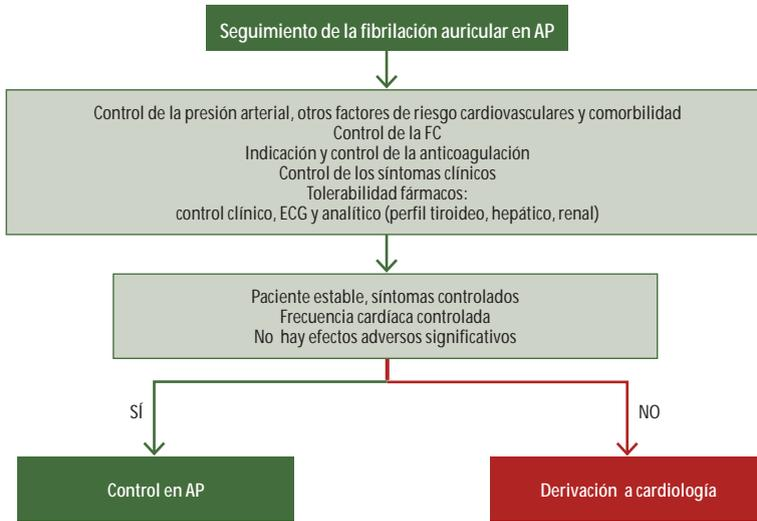 Seguimiento de la fibrilación auricular en AP
Control de la presión arterial, otros factores de riesgo cardiovasculares y comorbilidad
Control de la FC
Indicación y control de la anticoagulación
Control de los síntomas clínicos
Tolerabilidad fármacos:
control clínico, ECG y analítico (perfil tiroideo, hepático, renal)
Paciente estable, síntomas controlados
Frecuencia cardíaca controlada
No hay efectos adversos significativos
SÍ
NO
Control en AP
Derivación a cardiología